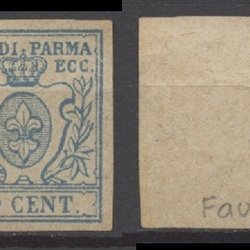 DI PARMA
ECC.
CENT.
Fau